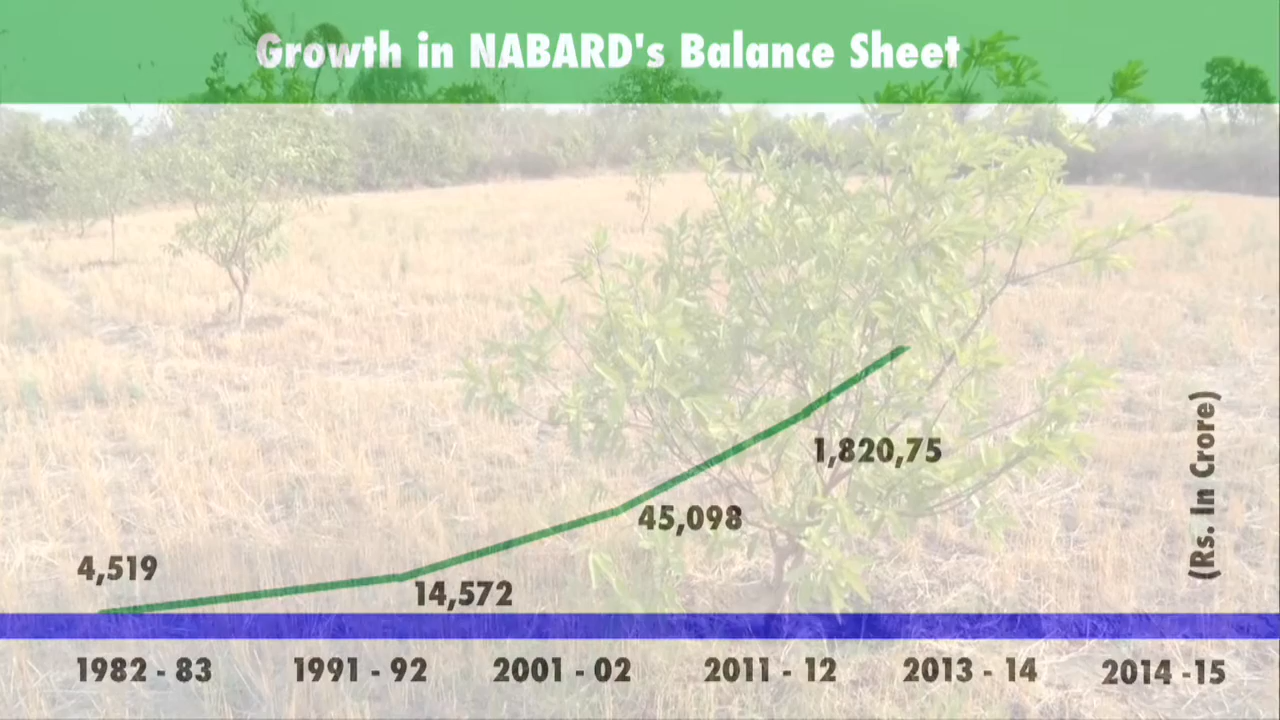 Growth in NABARD's Balance Sheet
1,820,75
45,098
4,519
14,572
(Rs. In Crore)
1982 - 83 1991 - 92 2001 - 02 2011 - 12 2013 - 14 2014 -15